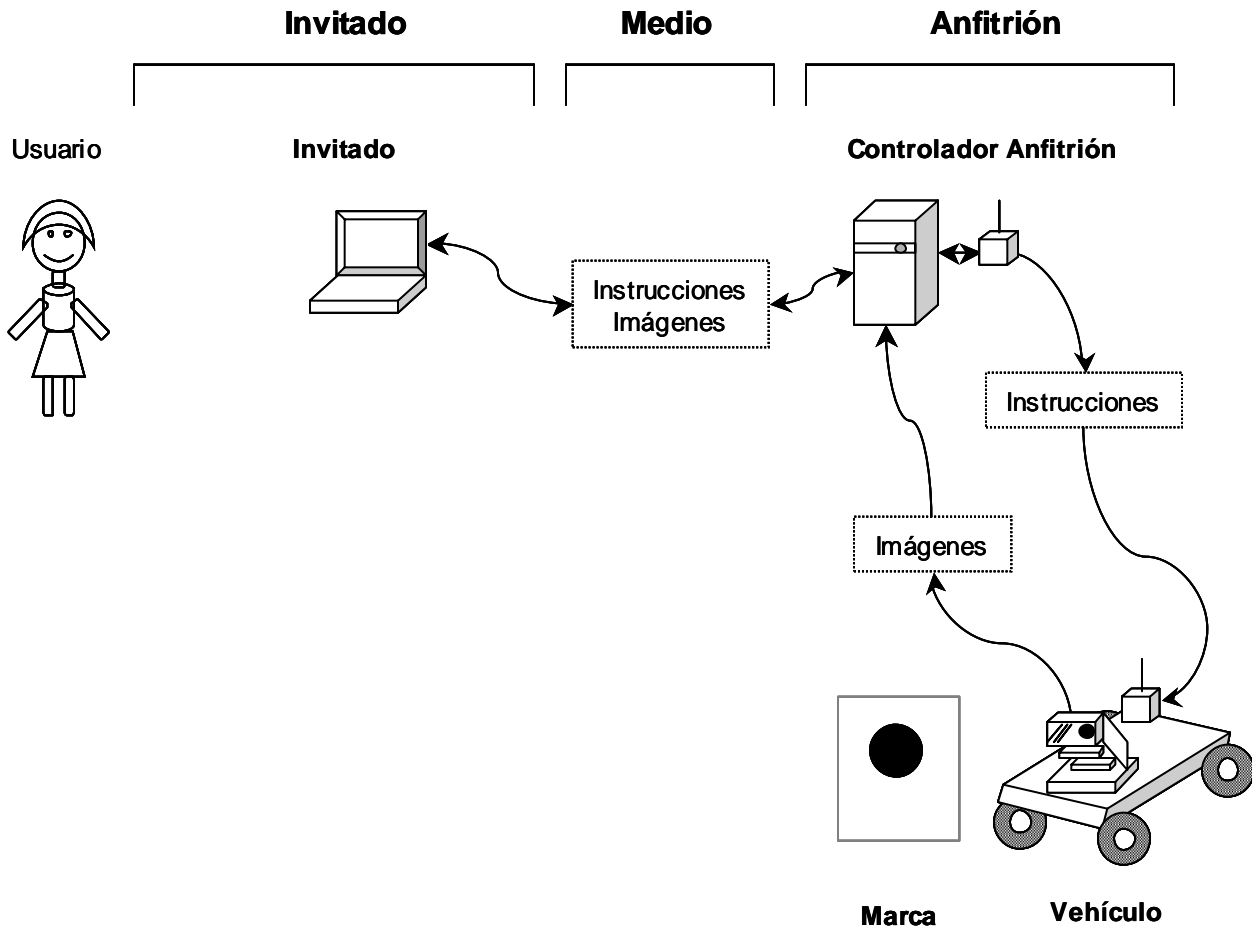 Invitado
Medio
Anfitrión
Usuario
Invitado
Controlador Anfitrión
Instrucciones
Imágenes
Instrucciones
Imágenes
Marca
Vehículo